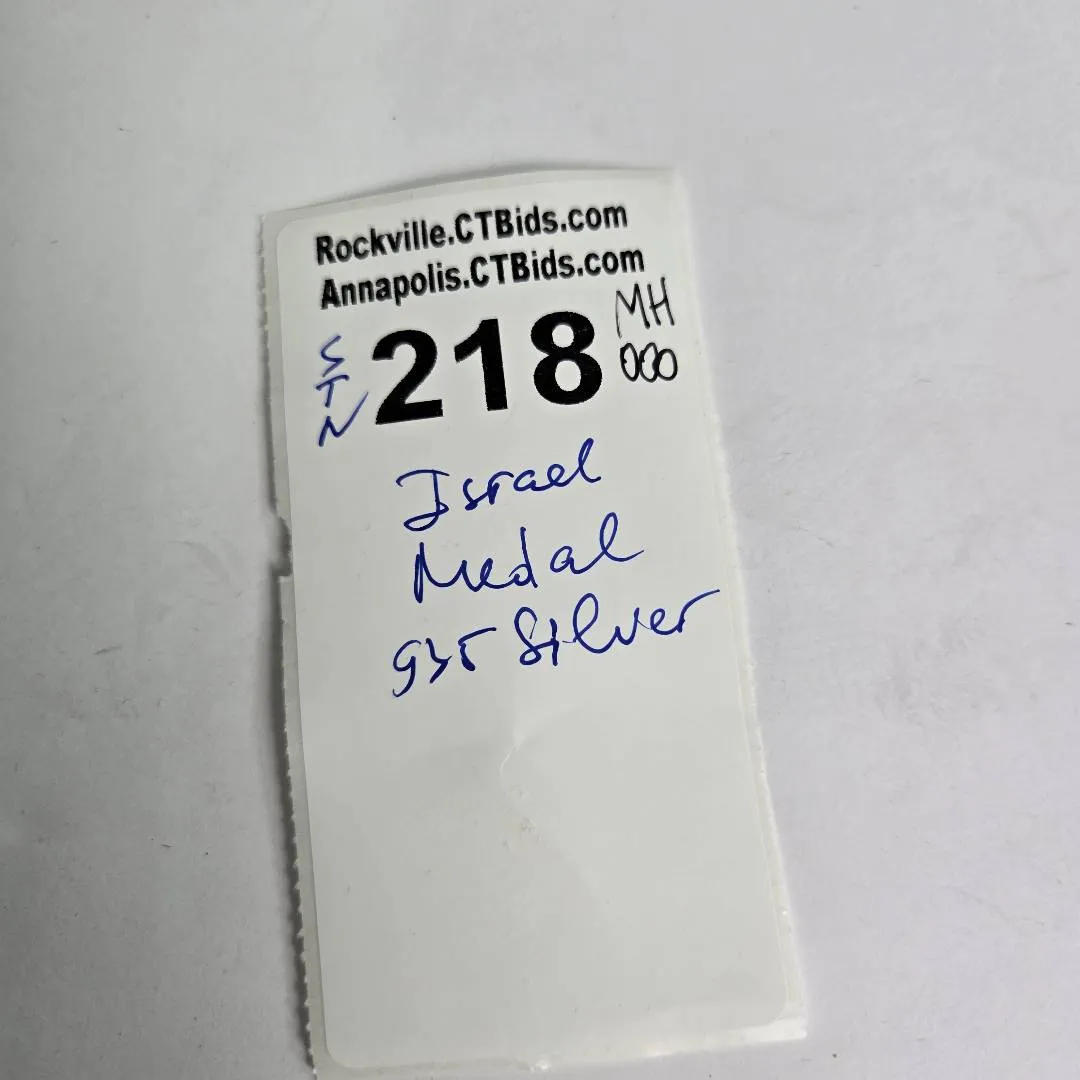 Rockville.CTBids.com
Annapolis.CTBids.com
STN 218 MH
000
Israel
Medal
935 Silver